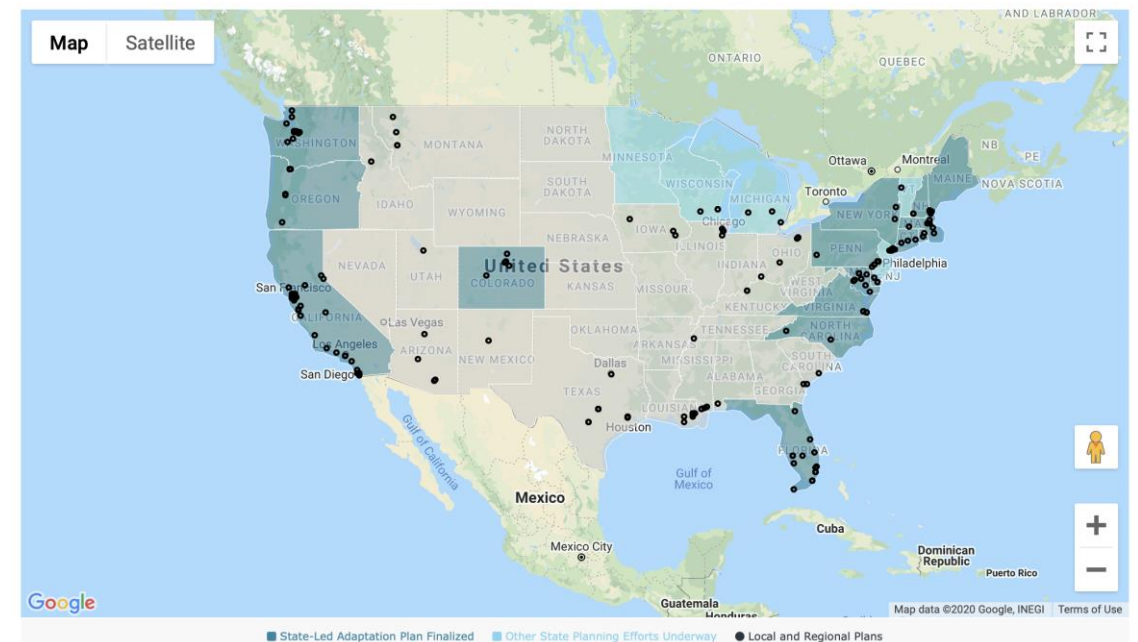 Map Satellite
AND LABRADOR
ONTARIO
QUEBEC
NB
PE
NOVA SCOTIA
Ottawa
Montreal
Toronto
WASHINGTON
MONTANA
NORTH
DAKOTA
MINNESOTA
MAINE
VT
NH
MA
OREGON
IDAHO
SOUTH
DAKOTA
WISCONSIN
MICHIGAN
NEW YORK
WYOMING
Chicago
IOWA
NEBRASKA
ILLINOIS
INDIANA
OHIO
PENN
Philadelphia
NJ
NEVADA
UTAH
COLORADO
United States
KANSAS
MISSOURI
WEST
VIRGINIA
KENTUCKY
VIRGINIA
San Francisco
CALIFORNIA
Las Vegas
Los Angeles
San Diego
ARIZONA
NEW MEXICO
OKLAHOMA
ARKANSAS
TENNESSEE
NORTH
CAROLINA
SOUTH
CAROLINA
Dallas
MISSISSIPPI
ALABAMA
GEORGIA
TEXAS
LOUISIANA
Houston
FLORIDA
Gulf of California
Gulf of
Mexico
Mexico
Mexico City
Cuba
Dominican
Republic
Puerto Rico
Guatemala
Honduras
Google
Map data ©2020 Google, INEGI Terms of Use
State-Led Adaptation Plan Finalized Other State Planning Efforts Underway Local and Regional Plans